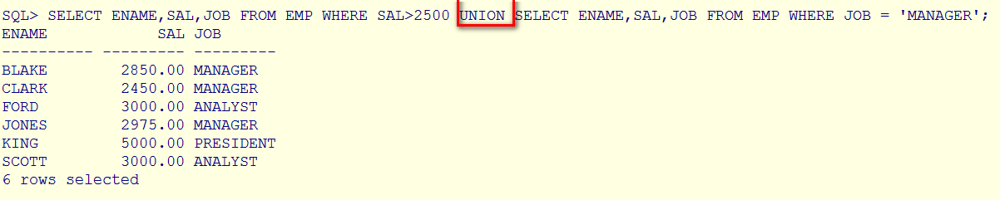 SQL> SELECT ENAME,SAL,JOB FROM EMP WHERE SAL>2500 UNION SELECT ENAME,SAL,JOB FROM EMP WHERE JOB = 'MANAGER';
ENAME            SAL JOB
---------- --------- ---------
BLAKE        2850.00 MANAGER
CLARK        2450.00 MANAGER
FORD         3000.00 ANALYST
JONES        2975.00 MANAGER
KING         5000.00 PRESIDENT
SCOTT        3000.00 ANALYST
6 rows selected